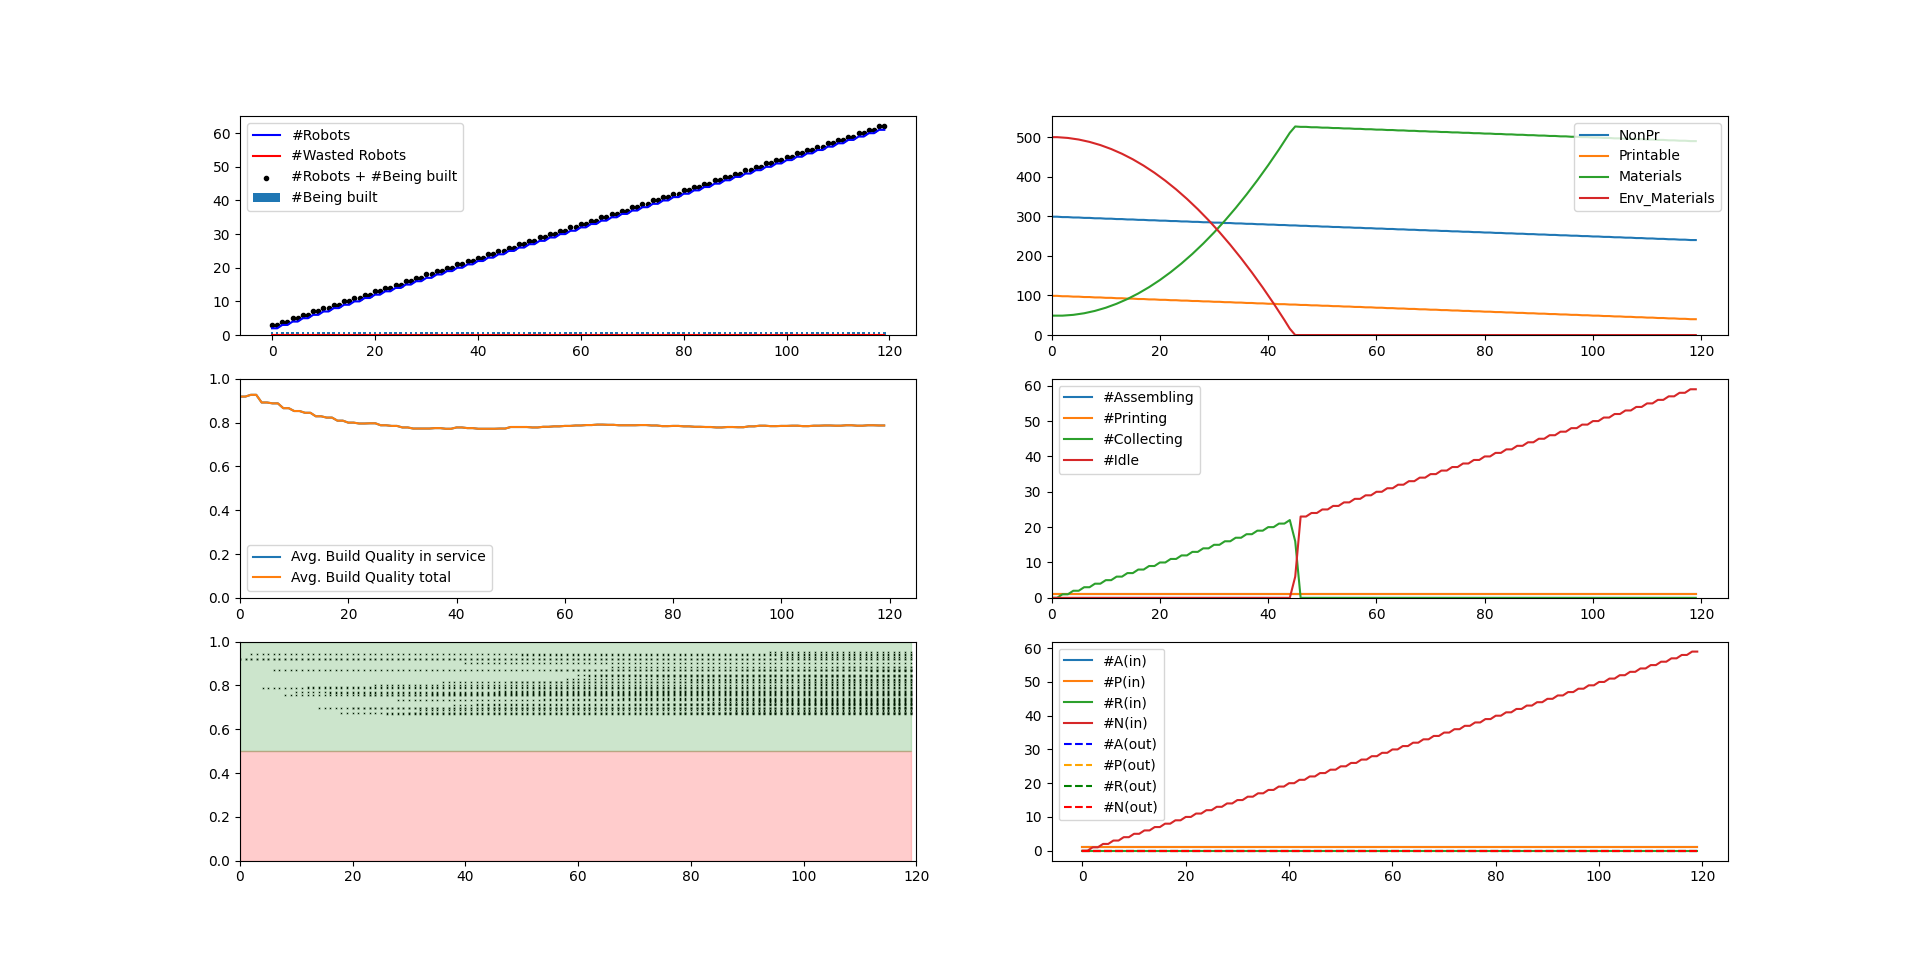 #Robots
#Wasted Robots
#Robots + #Being built
#Being built
60
50
40
30
20
10
0
0 20 40 60 80 100 120
NonPr
Printable
Materials
Env_Materials
500
400
300
200
100
0
0 20 40 60 80 100 120
1.0
0.8
0.6
0.4
0.2
0.0
Avg. Build Quality in service
Avg. Build Quality total
0 20 40 60 80 100 120
#Assembling
#Printing
#Collecting
#Idle
60
50
40
30
20
10
0
0 20 40 60 80 100 120
1.0
0.8
0.6
0.4
0.2
0.0
0 20 40 60 80 100 120
#A(in)
#P(in)
#R(in)
#N(in)
#A(out)
#P(out)
#R(out)
#N(out)
60
50
40
30
20
10
0
0 20 40 60 80 100 120